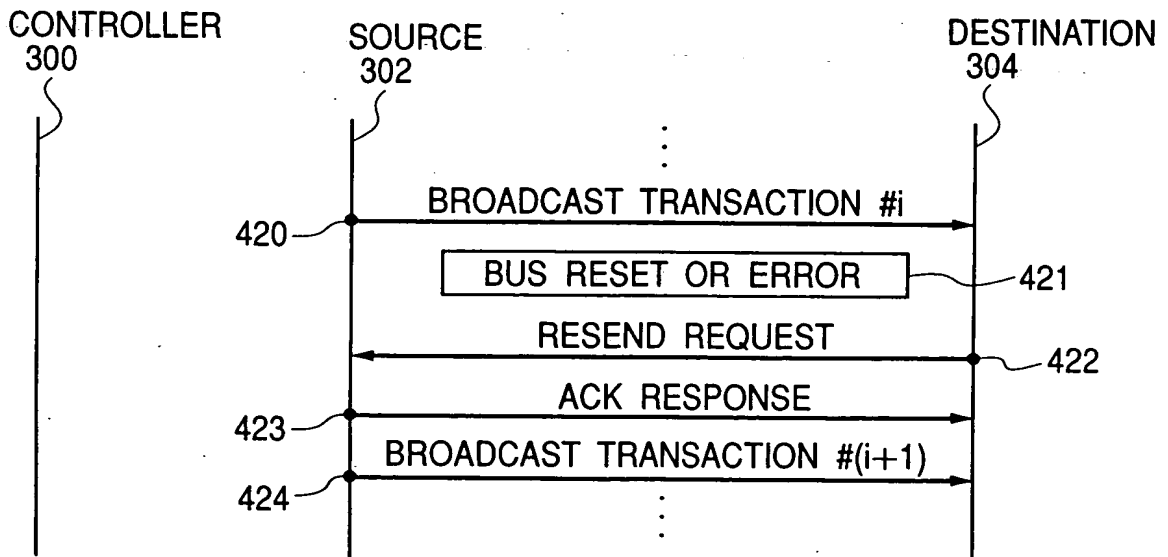 CONTROLLER
300
SOURCE
302
DESTINATION
304
BROADCAST TRANSACTION #i
420
BUS RESET OR ERROR
421
RESEND REQUEST
422
ACK RESPONSE
423
BROADCAST TRANSACTION #(i+1)
424